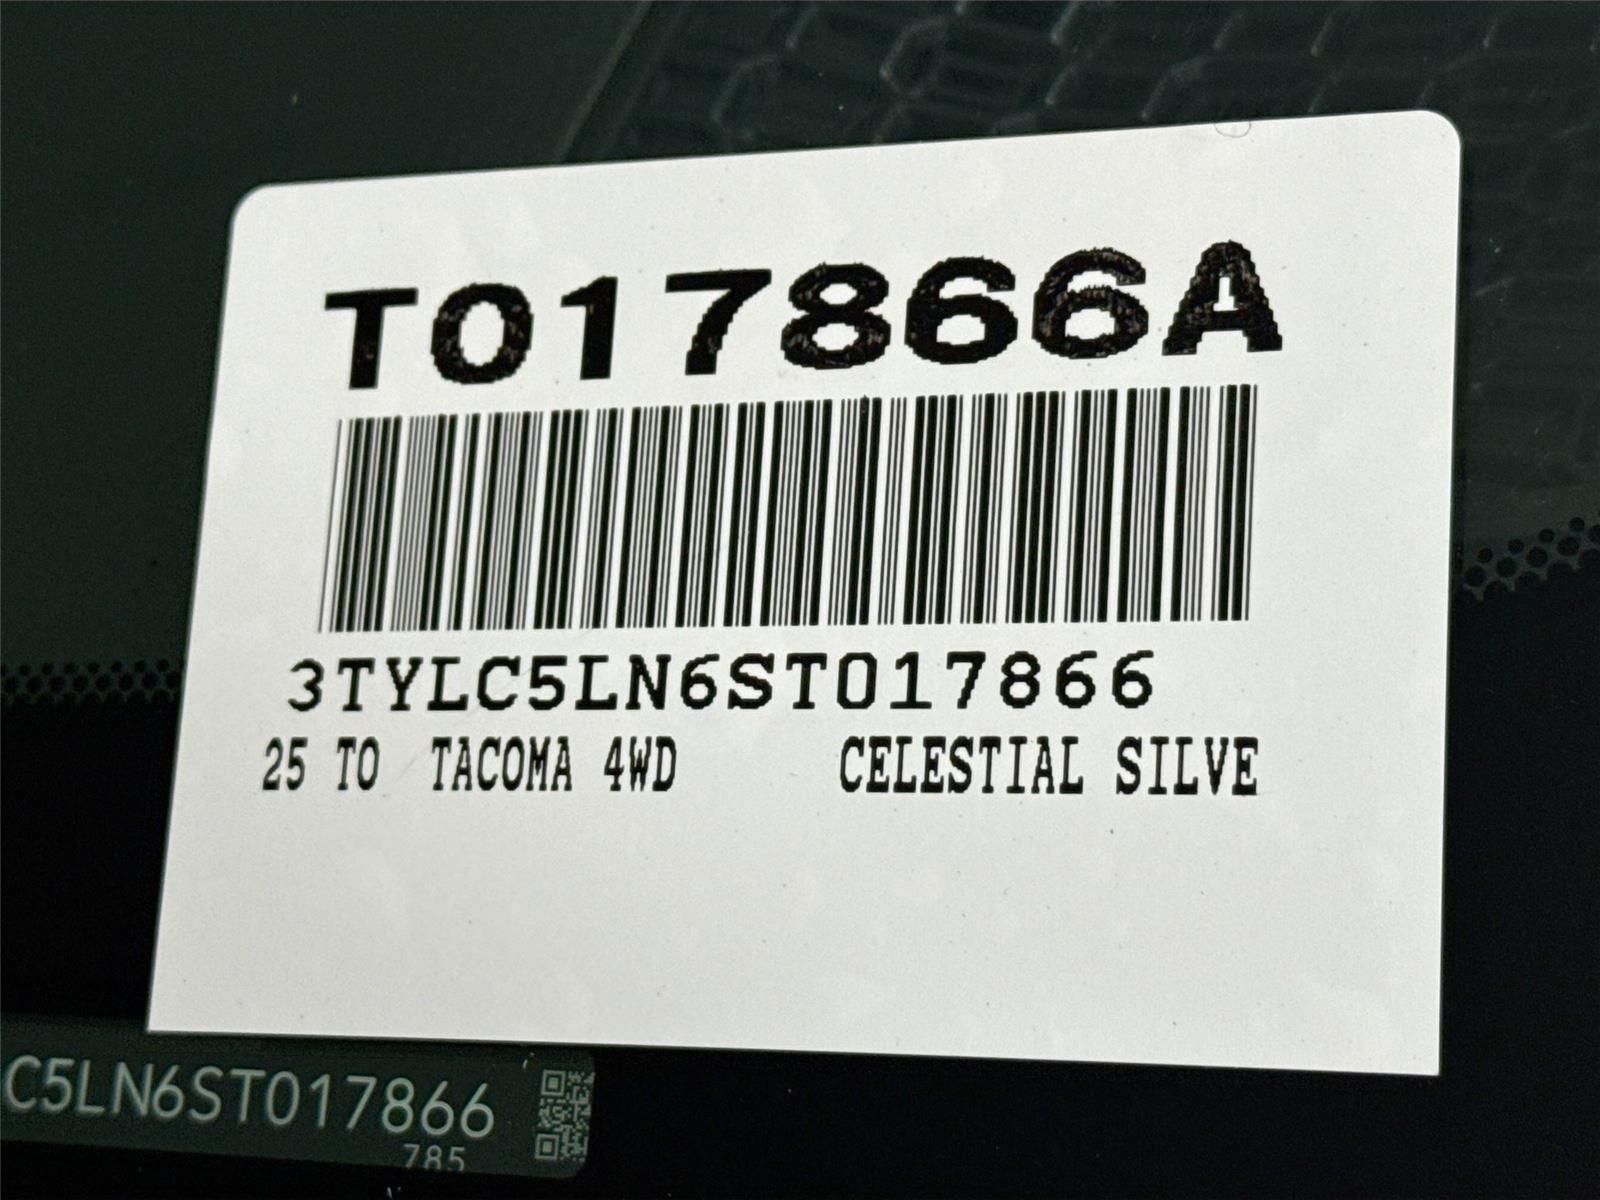 T017866A
3TYLC5LN6ST017866
25 TO TACOMA 4WD CELESTIAL SILVE
C5LN6ST017866
785